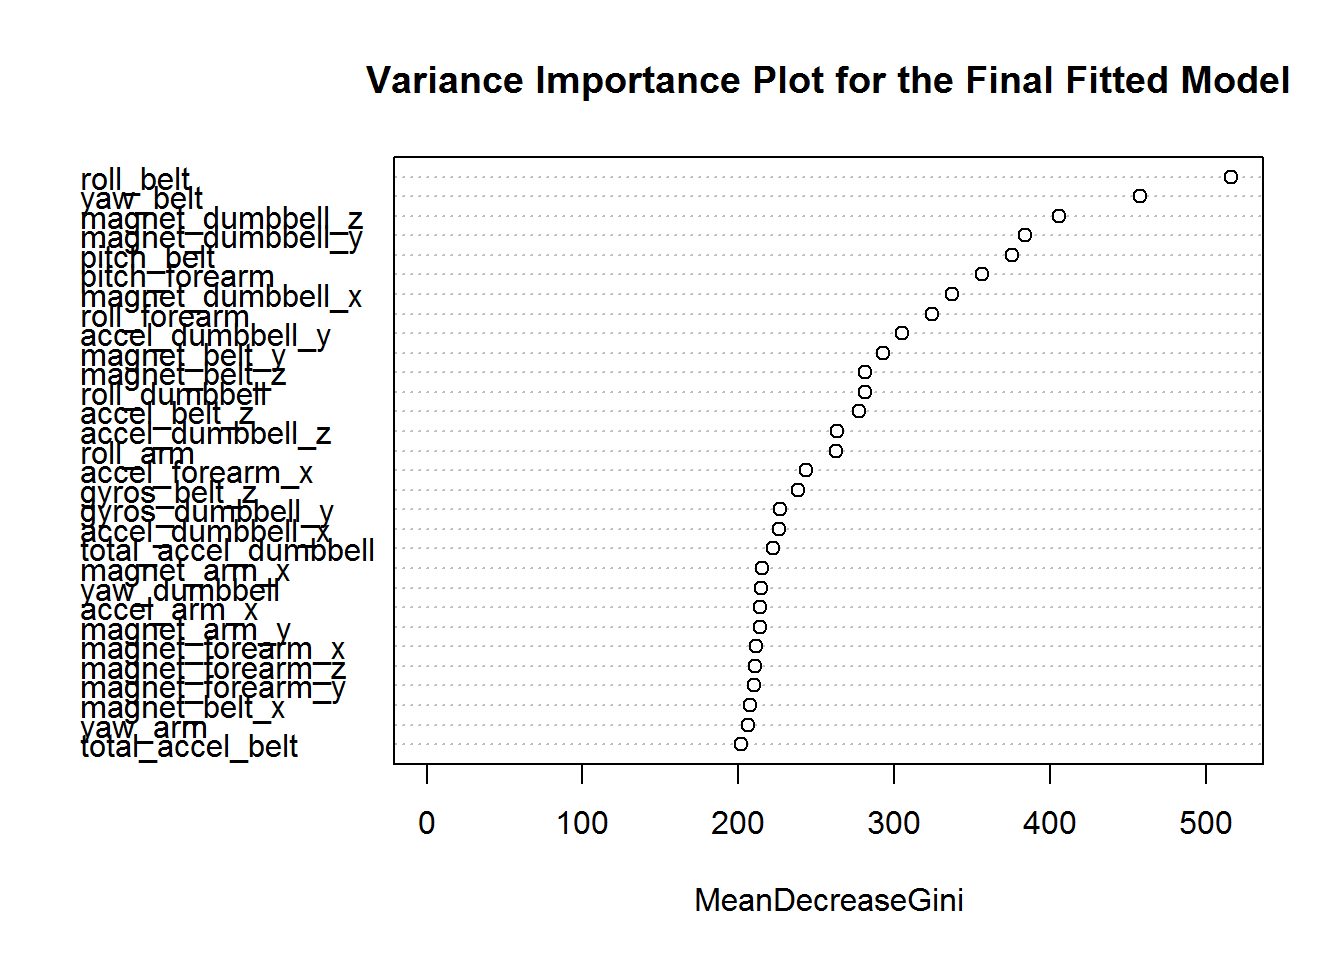 Variance Importance Plot for the Final Fitted Model
roll_belt
yaw_belt
magnet_dumbbell_z
magnet_dumbbell_y
pitch_belt
pitch_forearm
magnet_dumbbell_x
roll_forearm
accel_dumbbell_y
magnet_belt_y
magnet_belt_z
roll_dumbbell
accel_belt_z
accel_dumbbell_z
roll_arm
accel_forearm_x
gyros_belt_z
gyros_dumbbell_y
accel_dumbbell_x
total_accel_dumbbell
magnet_arm_x
yaw_dumbbell
accel_arm_x
magnet_arm_y
magnet_forearm_x
magnet_forearm_z
magnet_forearm_y
magnet_belt_x
yaw_arm
total_accel_belt
0 100 200 300 400 500
MeanDecreaseGini